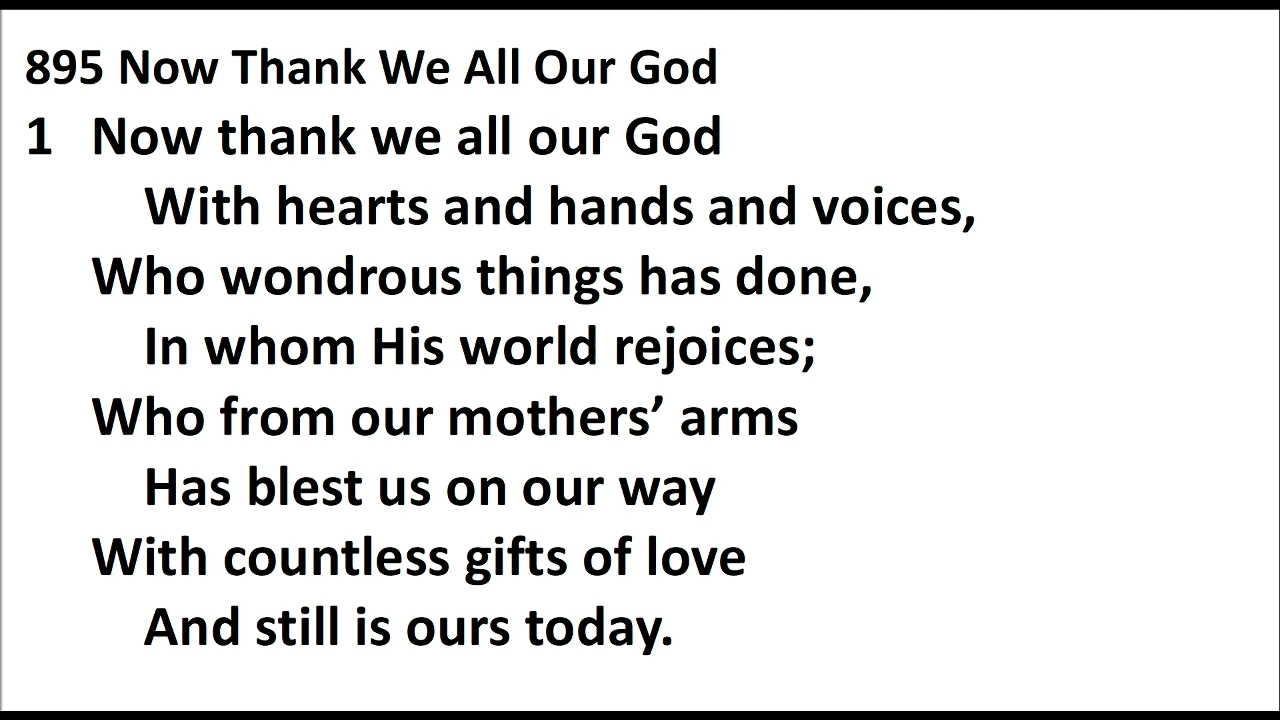 895 Now Thank We All Our God
1 Now thank we all our God
With hearts and hands and voices,
Who wondrous things has done,
In whom His world rejoices;
Who from our mothers’ arms
Has blest us on our way
With countless gifts of love
And still is ours today.